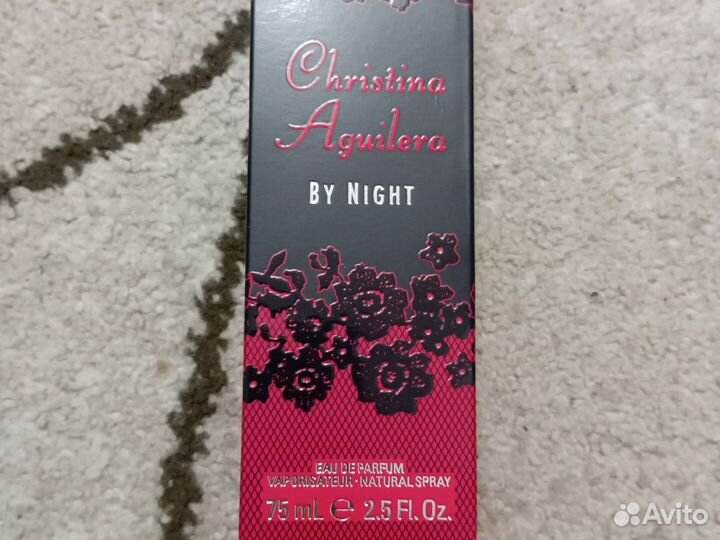 Christina
Aguilera
BY NIGHT
EAU DE PARFUM
VAPORISATEUR · NATURAL SPRAY
75 mL ℮ 2.5 Fl. Oz.
Avito